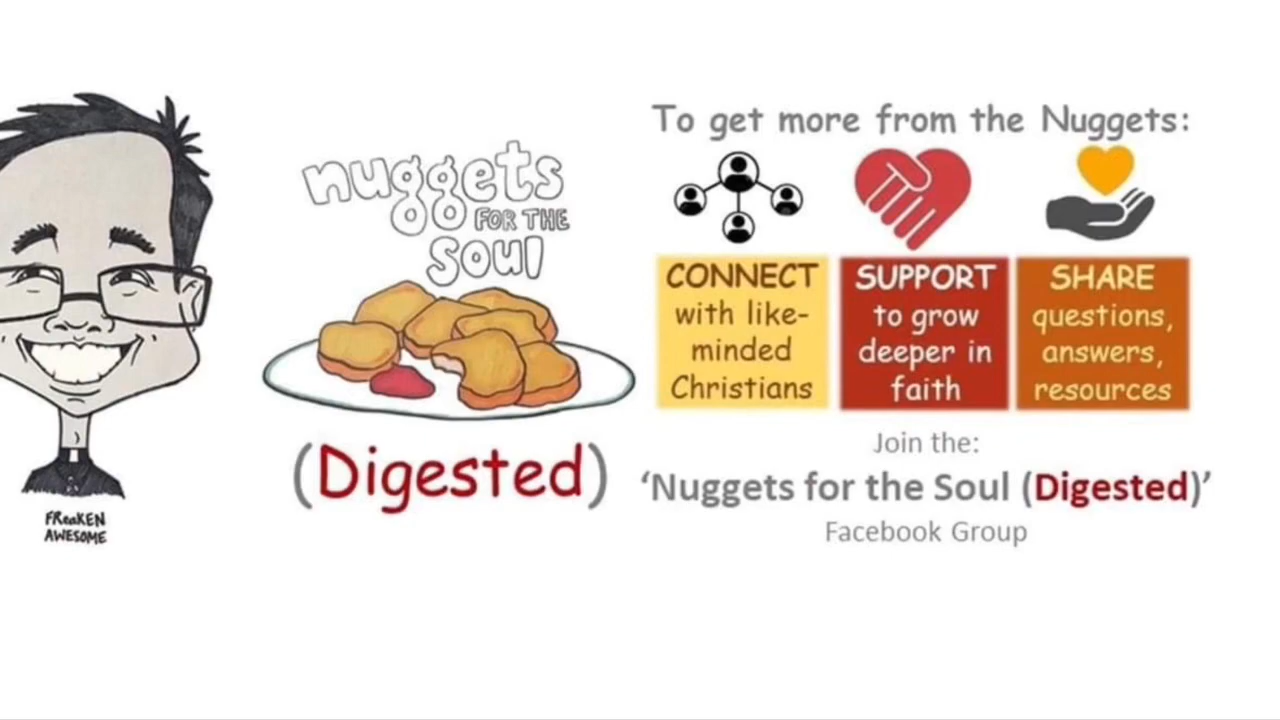 FReaKEN
AWESOME
nuggets
FOR THE
soul
(Digested)
To get more from the Nuggets:
CONNECT
with like-
minded
Christians
SUPPORT
to grow
deeper in
faith
SHARE
questions,
answers,
resources
Join the:
‘Nuggets for the Soul (Digested)’
Facebook Group